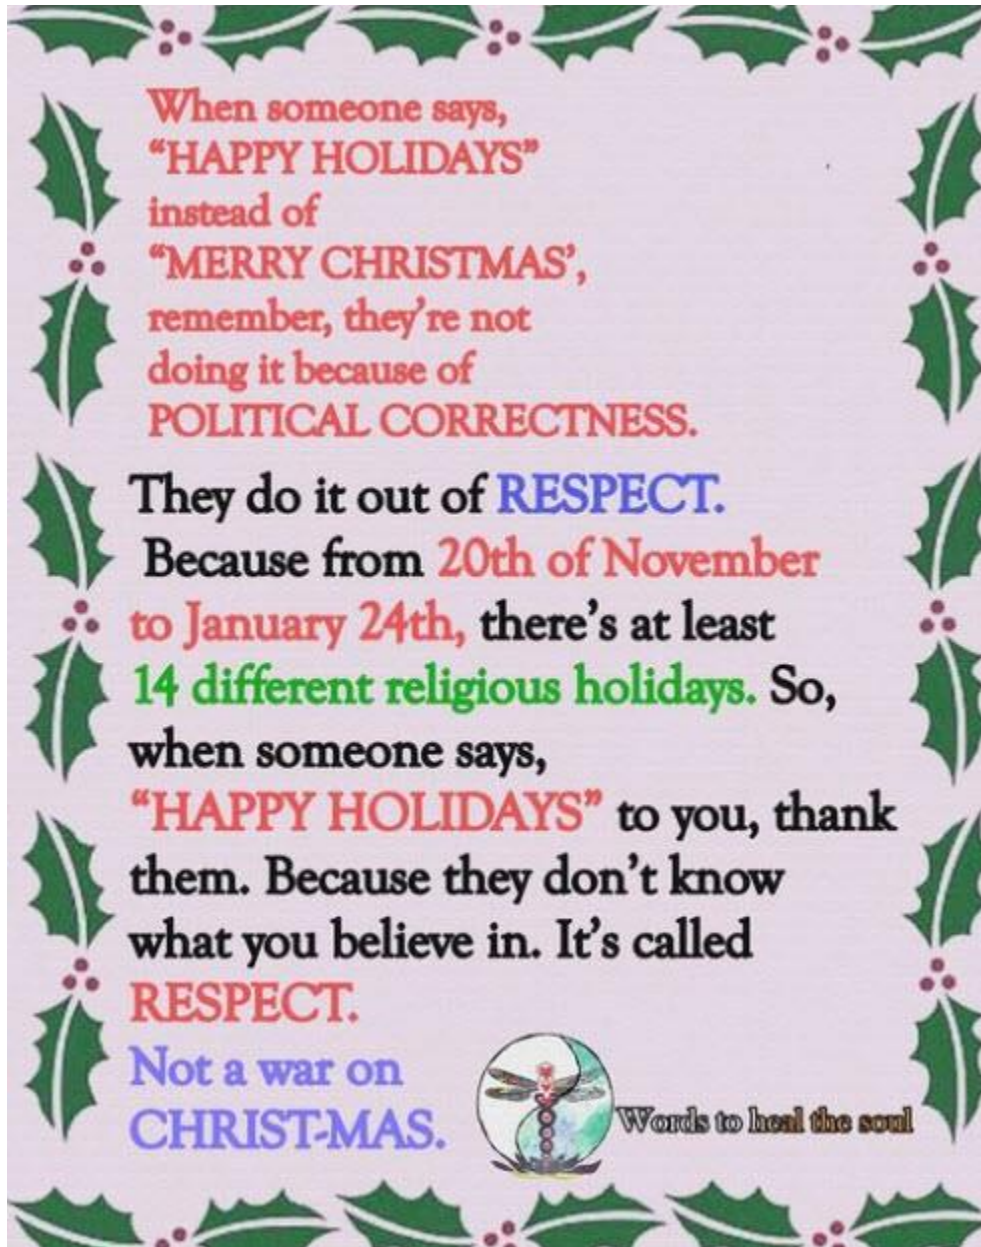 When someone says,
“HAPPY HOLIDAYS”
instead of
“MERRY CHRISTMAS’,
remember, they’re not
doing it because of
POLITICAL CORRECTNESS.
They do it out of RESPECT.
Because from 20th of November
to January 24th, there’s at least
14 different religious holidays. So,
when someone says,
“HAPPY HOLIDAYS” to you, thank
them. Because they don’t know
what you believe in. It’s called
RESPECT.
Not a war on
CHRIST-MAS.
Words to heal the soul